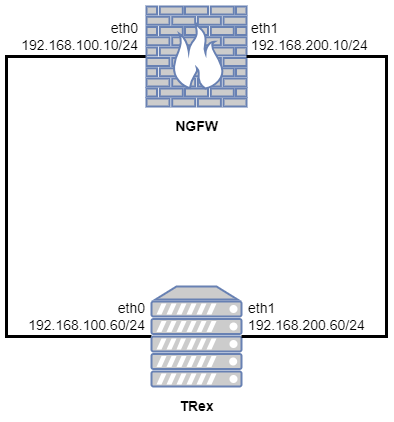 eth0
192.168.100.10/24
eth1
192.168.200.10/24
NGFW
eth0
192.168.100.60/24
eth1
192.168.200.60/24
TRex